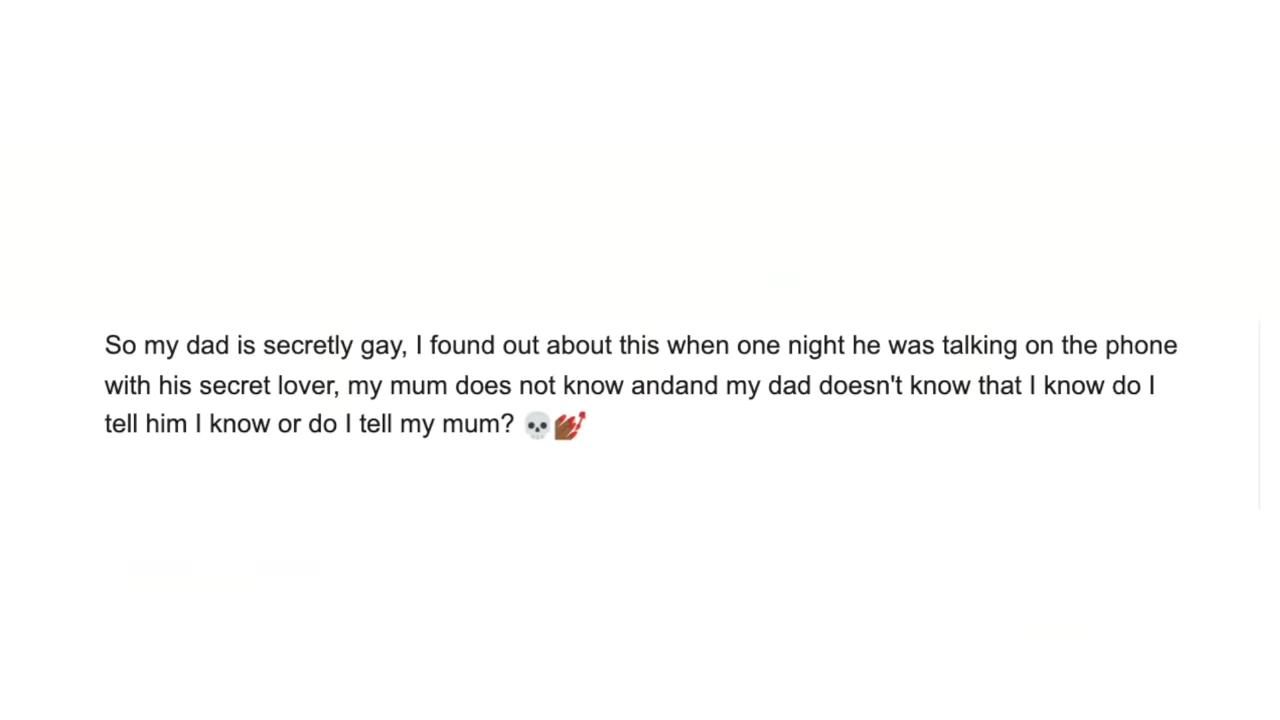 So my dad is secretly gay, I found out about this when one night he was talking on the phone
with his secret lover, my mum does not know andand my dad doesn't know that I know do I
tell him I know or do I tell my mum? 💀💅🏾